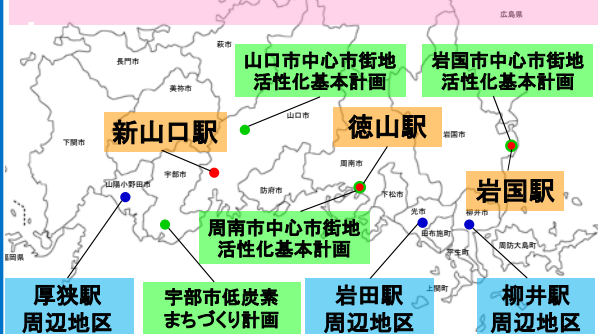 広島県
萩市
長門市
山口市中心市街地
活性化基本計画
岩国市中心市街地
活性化基本計画
美祢市
新山口駅
山口市
徳山駅
岩国市
下関市
宇部市
周南市
山陽小野田市
防府市
下松市
岩国駅
光市
柳井市
周南市中心市街地
活性化基本計画
田布施町
平生町
周防大島町
福岡県
上関町
厚狭駅
周辺地区
宇部市低炭素
まちづくり計画
岩田駅
周辺地区
柳井駅
周辺地区